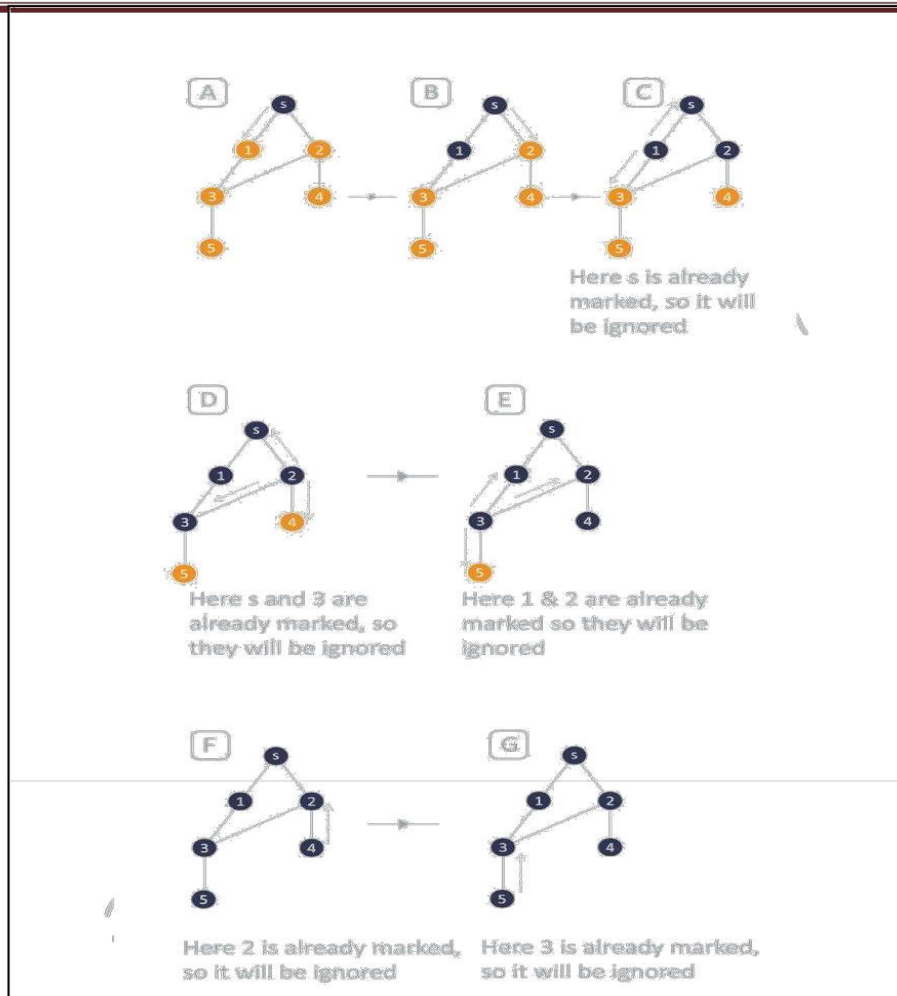 A B C
s s s
1 2 1 2 1 2
3 4 3 4 3 4
5 5 5
Here s is already
marked, so it will
be ignored
D E
s s
1 2 1 2
3 4 3 4
5 5
Here s and 3 are
already marked, so
they will be ignored
Here 1 & 2 are already
marked so they will be
ignored
F G
s s
1 2 1 2
3 4 3 4
5 5
Here 2 is already marked,
so it will be ignored
Here 3 is already marked,
so it will be ignored